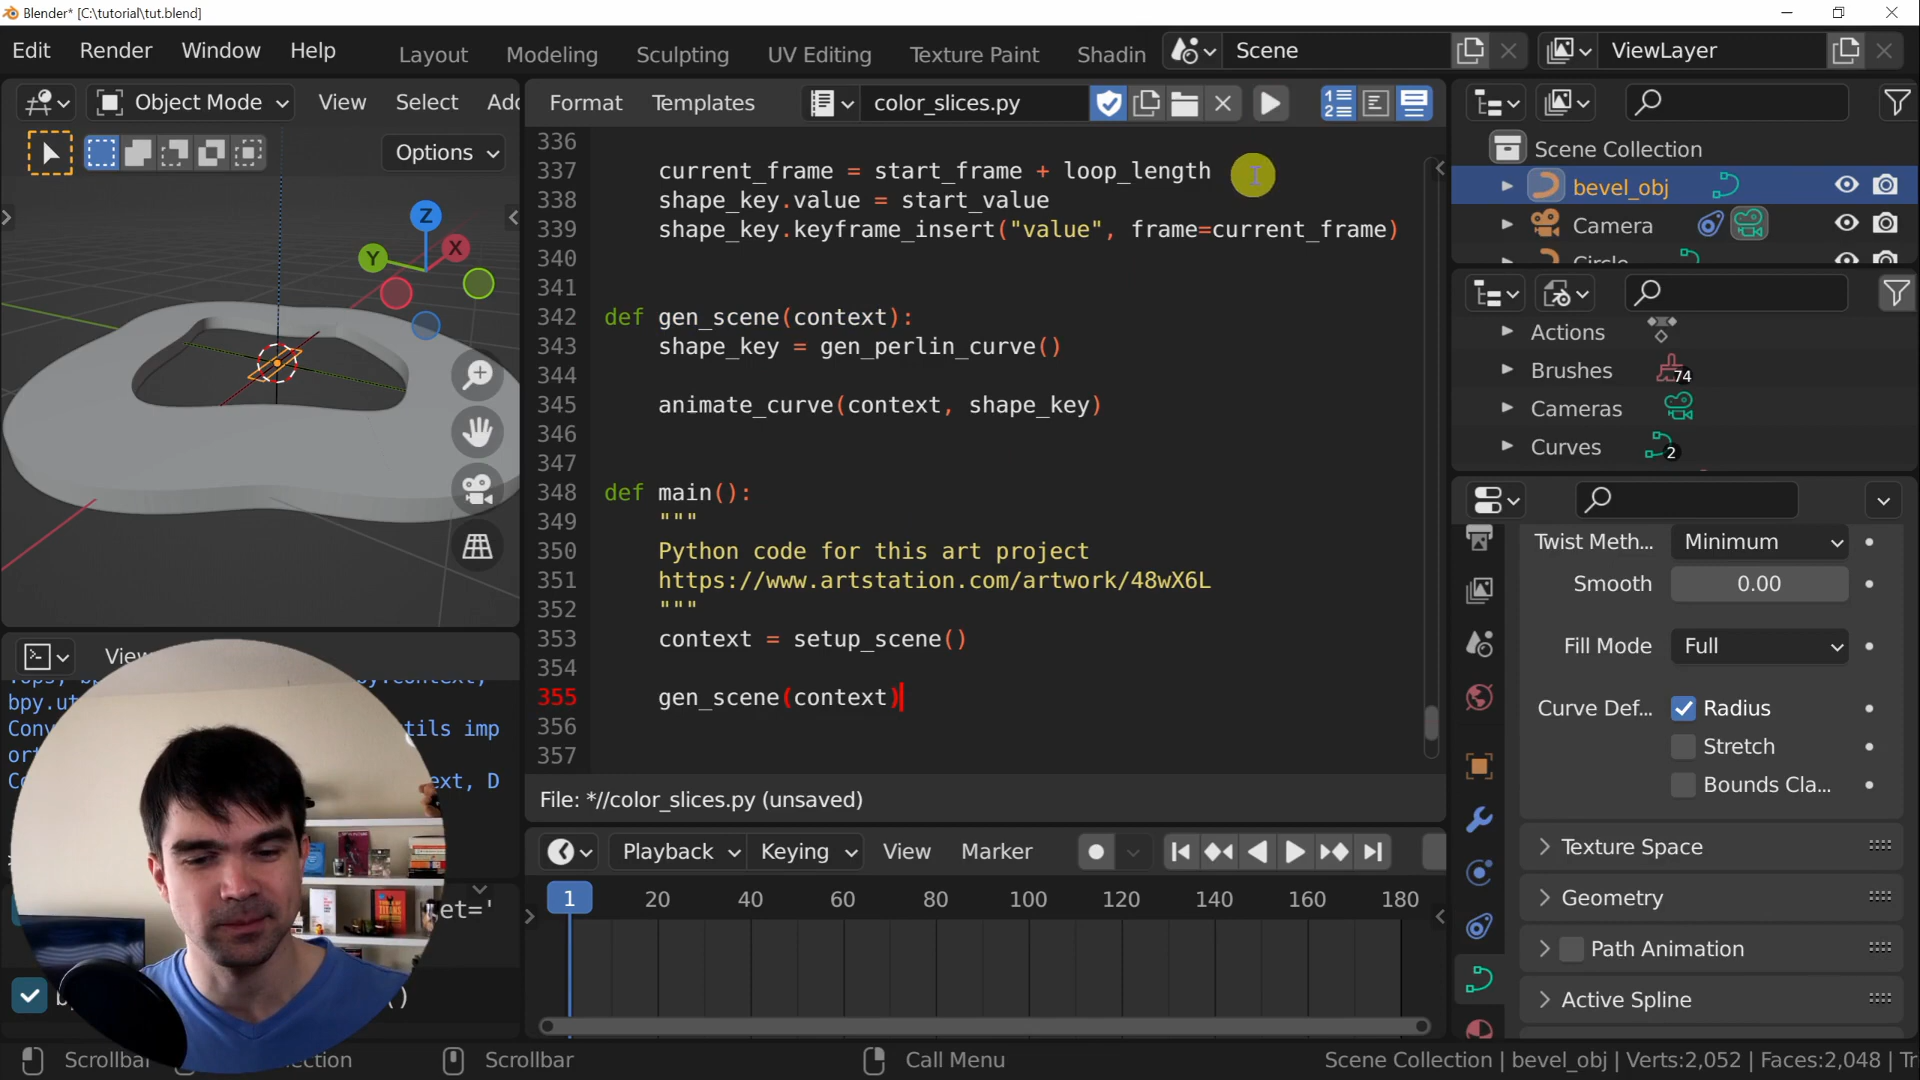 Blender* [C:\tutorial\tut.blend]
Edit Render Window Help Layout Modeling Sculpting UV Editing Texture Paint Shadin Scene ViewLayer
Object Mode View Select
Options
Z
Y
X
Format Templates color_slices.py
336
337 current_frame = start_frame + loop_length
338 shape_key.value = start_value
339 shape_key.keyframe_insert("value", frame=current_frame)
340
341
342 def gen_scene(context):
343 shape_key = gen_perlin_curve()
344
345 animate_curve(context, shape_key)
346
347
348 def main():
349 """
350 Python code for this art project
351 https://www.artstation.com/artwork/48wX6L
352 """
353 context = setup_scene()
354
355 gen_scene(context)
356
357
File: *//color_slices.py (unsaved)
Playback Keying View Marker
1 20 40 60 80 100 120 140 160 180
Scene Collection
bevel_obj
Camera
Circle
Actions
Brushes 74
Cameras
Curves 2
Twist Meth... Minimum
Smooth 0.00
Fill Mode Full
Curve Def... Radius
Stretch
Bounds Cla...
Texture Space
Geometry
Path Animation
Active Spline
bpy.ut
Scrollbar
Call Menu
Scene Collection | bevel_obj | Verts:2,052 | Faces:2,048 | Tr